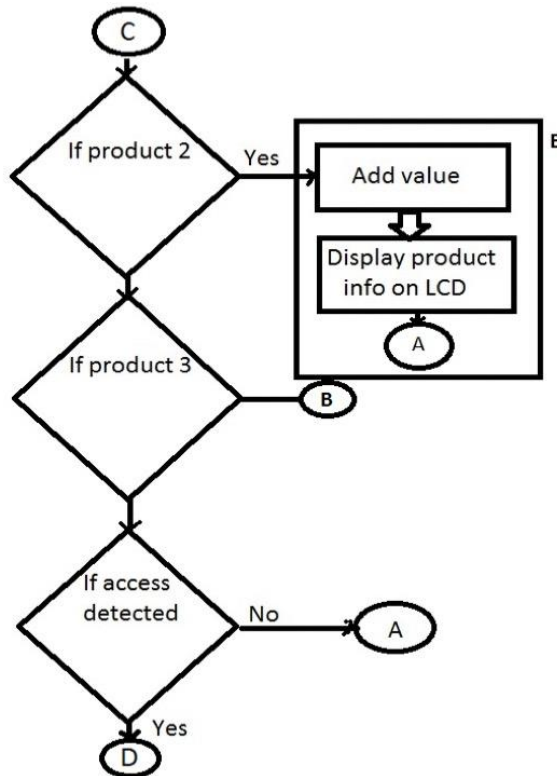 C
If product 2
Yes
B
Add value
Display product
info on LCD
A
If product 3
B
If access
detected
No
A
Yes
D